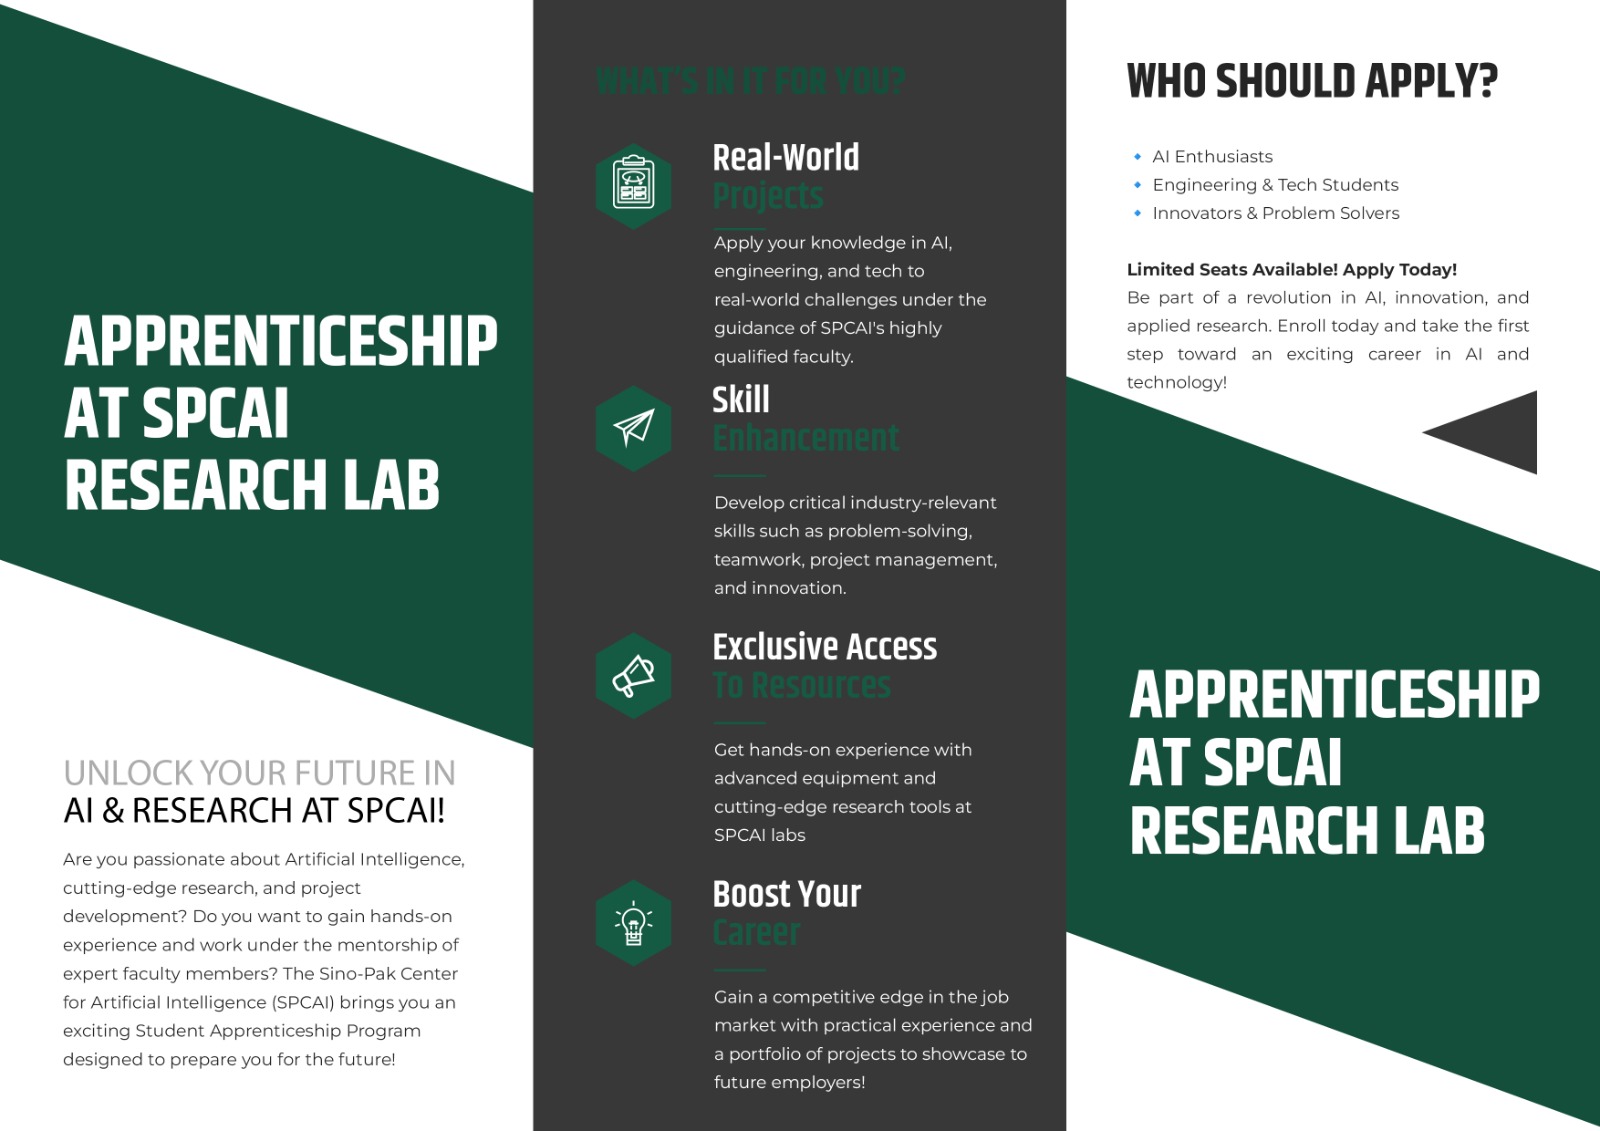 APPRENTICESHIP
AT SPCAI
RESEARCH LAB
UNLOCK YOUR FUTURE IN
AI & RESEARCH AT SPCAI!
Are you passionate about Artificial Intelligence,
cutting-edge research, and project
development? Do you want to gain hands-on
experience and work under the mentorship of
expert faculty members? The Sino-Pak Center
for Artificial Intelligence (SPCAI) brings you an
exciting Student Apprenticeship Program
designed to prepare you for the future!
WHAT'S IN IT FOR YOU?
Real-World
Projects
Apply your knowledge in AI,
engineering, and tech to
real-world challenges under the
guidance of SPCAI's highly
qualified faculty.
Skill
Enhancement
Develop critical industry-relevant
skills such as problem-solving,
teamwork, project management,
and innovation.
Exclusive Access
To Resources
Get hands-on experience with
advanced equipment and
cutting-edge research tools at
SPCAI labs
Boost Your
Career
Gain a competitive edge in the job
market with practical experience and
a portfolio of projects to showcase to
future employers!
WHO SHOULD APPLY?
🔹 AI Enthusiasts
🔹 Engineering & Tech Students
🔹 Innovators & Problem Solvers
Limited Seats Available! Apply Today!
Be part of a revolution in AI, innovation, and
applied research. Enroll today and take the first
step toward an exciting career in AI and
technology!
APPRENTICESHIP
AT SPCAI
RESEARCH LAB